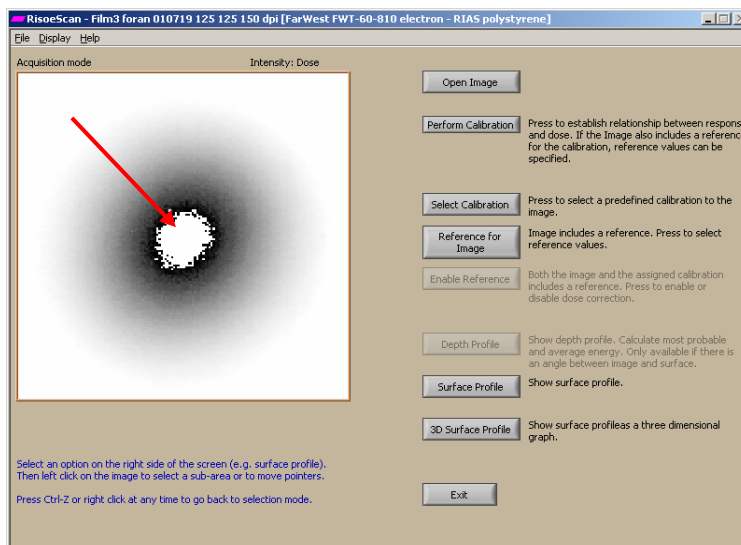 RisoeScan - Film3 foran 010719 125 125 150 dpi [FarWest FWT-60-810 electron - RIAS polystyrene]
File Display Help
Acquisition mode
Intensity: Dose
Open Image
Perform Calibration
Press to establish relationship between respons
and dose. If the Image also includes a referenc
for the calibration, reference values can be
specified.
Select Calibration
Press to select a predefined calibration to the
image.
Reference for
Image
Image includes a reference. Press to select
reference values.
Enable Reference
Both the image and the assigned calibration
includes a reference. Press to enable or
disable dose correction.
Depth Profile
Show depth profile. Calculate most probable
and average energy. Only available if there is
an angle between image and surface.
Surface Profile
Show surface profile.
3D Surface Profile
Show surface profileas a three dimensional
graph.
Select an option on the right side of the screen (e.g. surface profile).
Then left click on the image to select a sub-area or to move pointers.
Press Ctrl-Z or right click at any time to go back to selection mode.
Exit